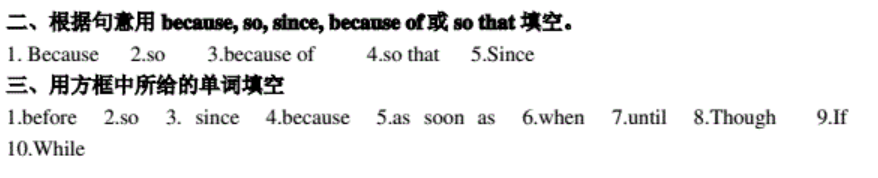 二、根据句意用 because, so, since, because of 或 so that 填空。
1. Because 2.so 3.because of 4.so that 5.Since
三、用方框中所给的单词填空
1.before 2.so 3. since 4.because 5.as soon as 6.when 7.until 8.Though 9.If
10.While